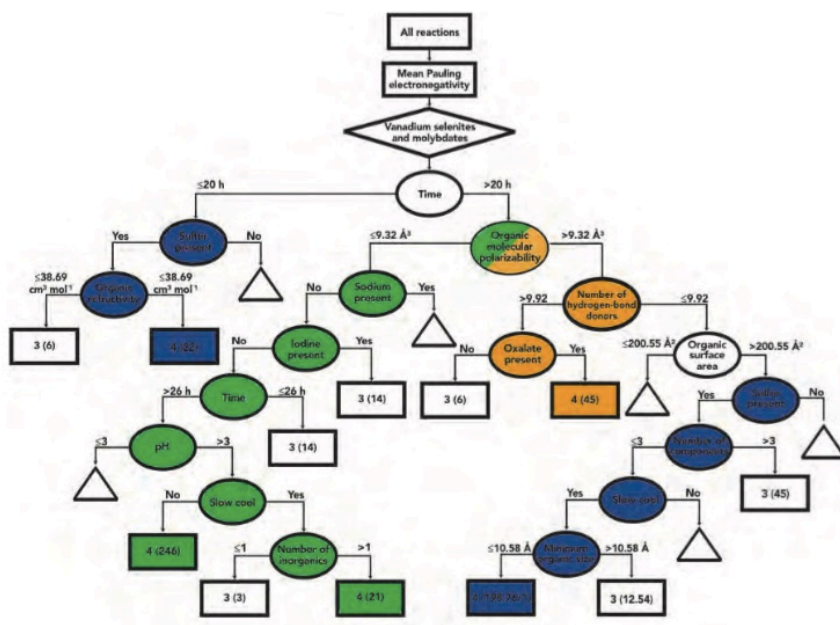 All reactions
Mean Pauling
electronegativity
Vanadium selenites
and molybdates
≤20 h
Time
>20 h
Yes
Sulfur
present
No
≤9.32 Å³
Organic
molecular
polarizability
>9.32 Å³
≤38.69
cm³ mol⁻¹
Organic
refractivity
≤38.69
cm³ mol⁻¹
No
Sodium
present
Yes
>9.92
Number of
hydrogen-bond
donors
≤9.92
3 (6)
4 (22)
No
Iodine
present
Yes
No
Oxalate
present
Yes
≤200.55 Å²
Organic
surface
area
>200.55 Å²
>26 h
Time
≤26 h
3 (14)
3 (6)
4 (45)
Yes
Sulfur
present
No
≤3
pH
>3
3 (14)
≤3
Number of
components
>3
No
Slow cool
Yes
Yes
Slow cool
No
3 (45)
4 (246)
≤1
Number of
inorganics
>1
≤10.58 Å
Minimum
organic size
>10.58 Å
3 (3)
4 (21)
3 (12.54)